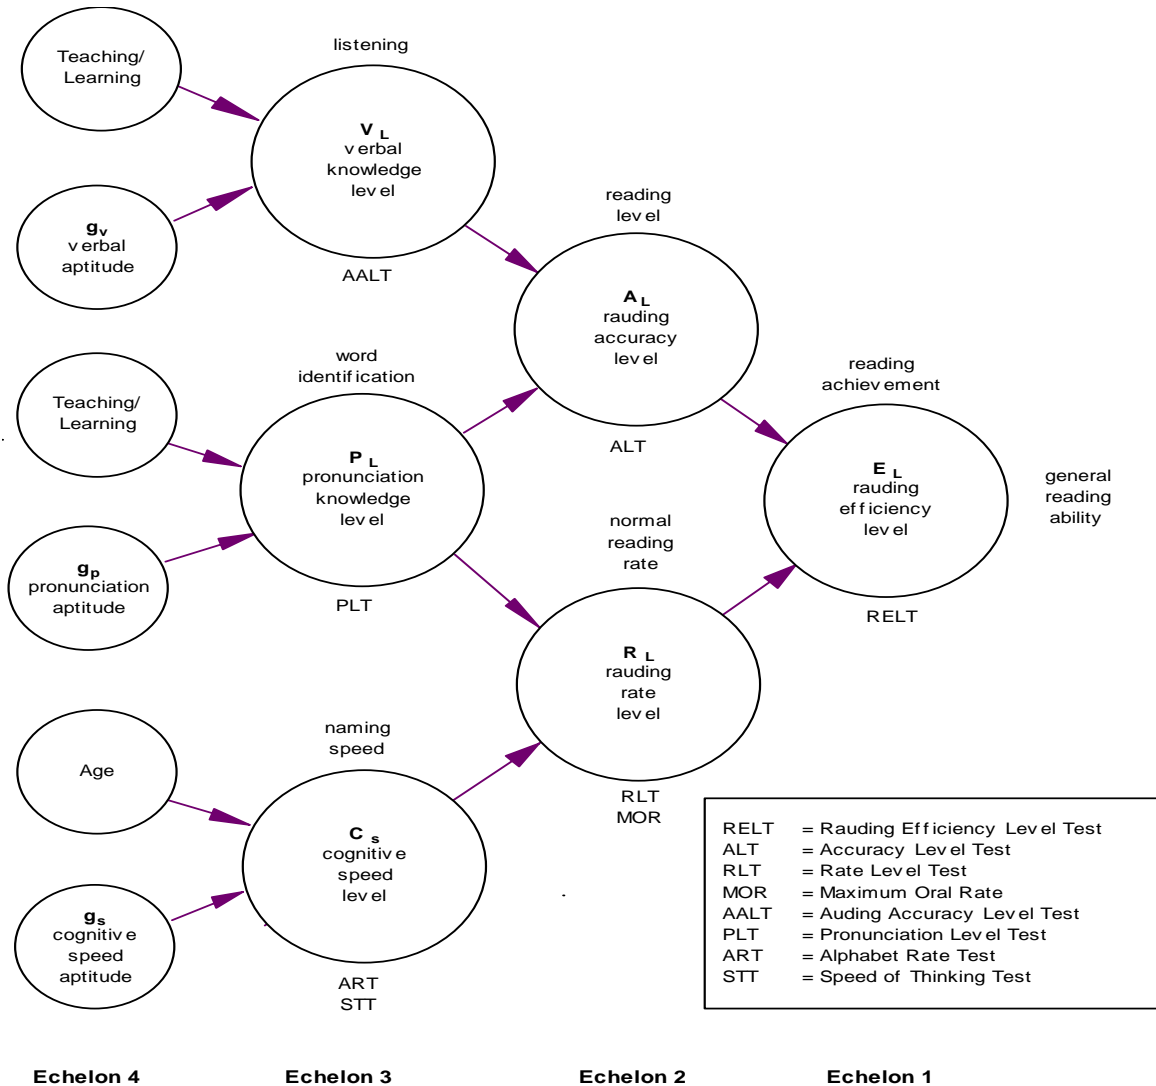 listening
Teaching/
Learning
V L
verbal
knowledge
level
AALT
gv
verbal
aptitude
reading
level
A L
rauding
accuracy
level
ALT
word
identification
Teaching/
Learning
P L
pronunciation
knowledge
level
PLT
gp
pronunciation
aptitude
reading
achievement
E L
rauding
efficiency
level
RELT
general
reading
ability
normal
reading
rate
R L
rauding
rate
level
RLT
MOR
naming
speed
Age
C s
cognitive
speed
level
ART
STT
gs
cognitive
speed
aptitude
RELT = Rauding Efficiency Level Test
ALT = Accuracy Level Test
RLT = Rate Level Test
MOR = Maximum Oral Rate
AALT = Auding Accuracy Level Test
PLT = Pronunciation Level Test
ART = Alphabet Rate Test
STT = Speed of Thinking Test
Echelon 4 Echelon 3 Echelon 2 Echelon 1